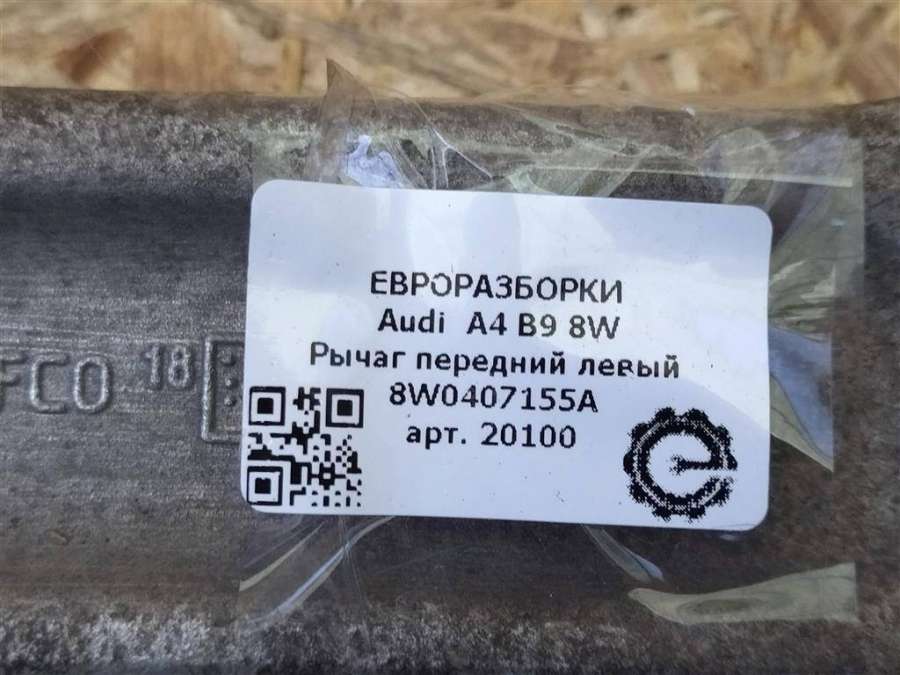 ЕВРОРАЗБОРКИ
Audi A4 B9 8W
Рычаг передний левый
8W0407155A
арт. 20100
FCO 18